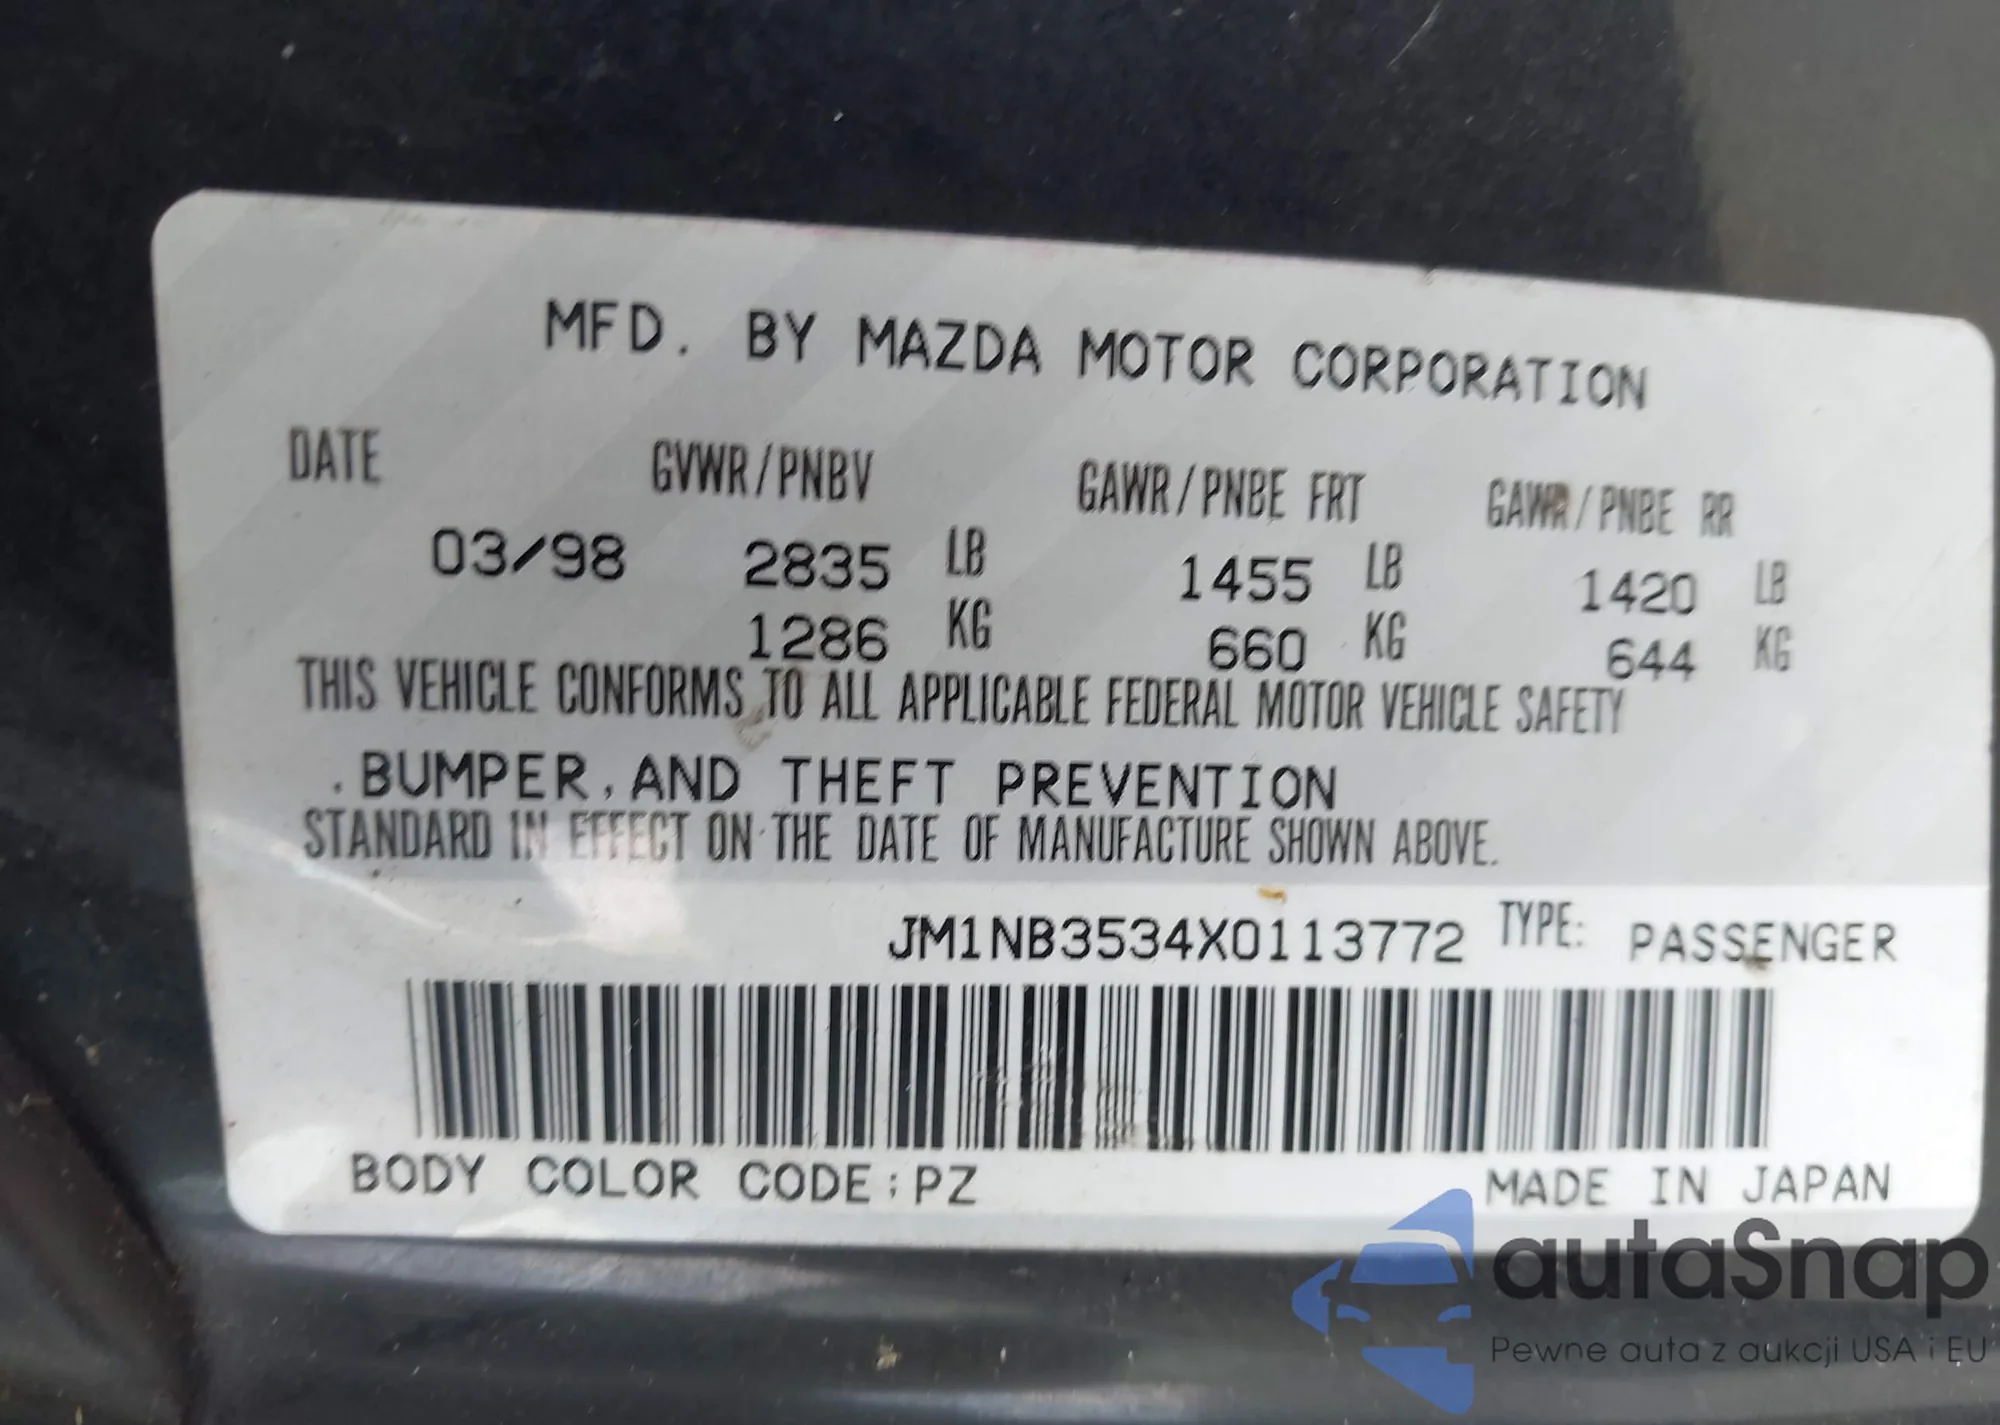 MFD. BY MAZDA MOTOR CORPORATION
DATE GVWR/PNBV GAWR/PNBE FRT GAWR/PNBE RR
03/98 2835 LB 1455 LB 1420 LB
1286 KG 660 KG 644 KG
THIS VEHICLE CONFORMS TO ALL APPLICABLE FEDERAL MOTOR VEHICLE SAFETY
.BUMPER,AND THEFT PREVENTION
STANDARD IN EFFECT ON THE DATE OF MANUFACTURE SHOWN ABOVE.
JM1NB3534X0113772 TYPE: PASSENGER
BODY COLOR CODE:PZ MADE IN JAPAN
autaSnap
Pewne auta z aukcji USA i EU